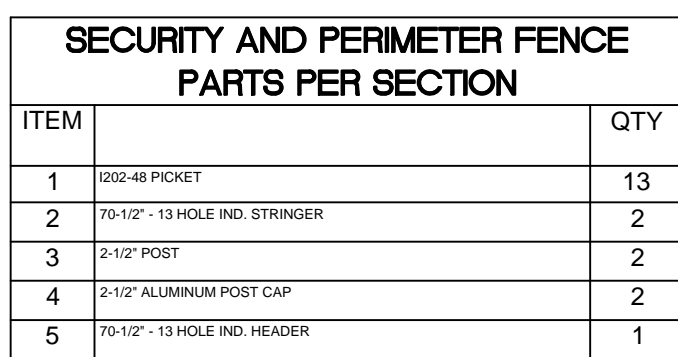 SECURITY AND PERIMETER FENCE
PARTS PER SECTION
ITEM QTY
1 I202-48 PICKET 13
2 70-1/2" - 13 HOLE IND. STRINGER 2
3 2-1/2" POST 2
4 2-1/2" ALUMINUM POST CAP 2
5 70-1/2" - 13 HOLE IND. HEADER 1